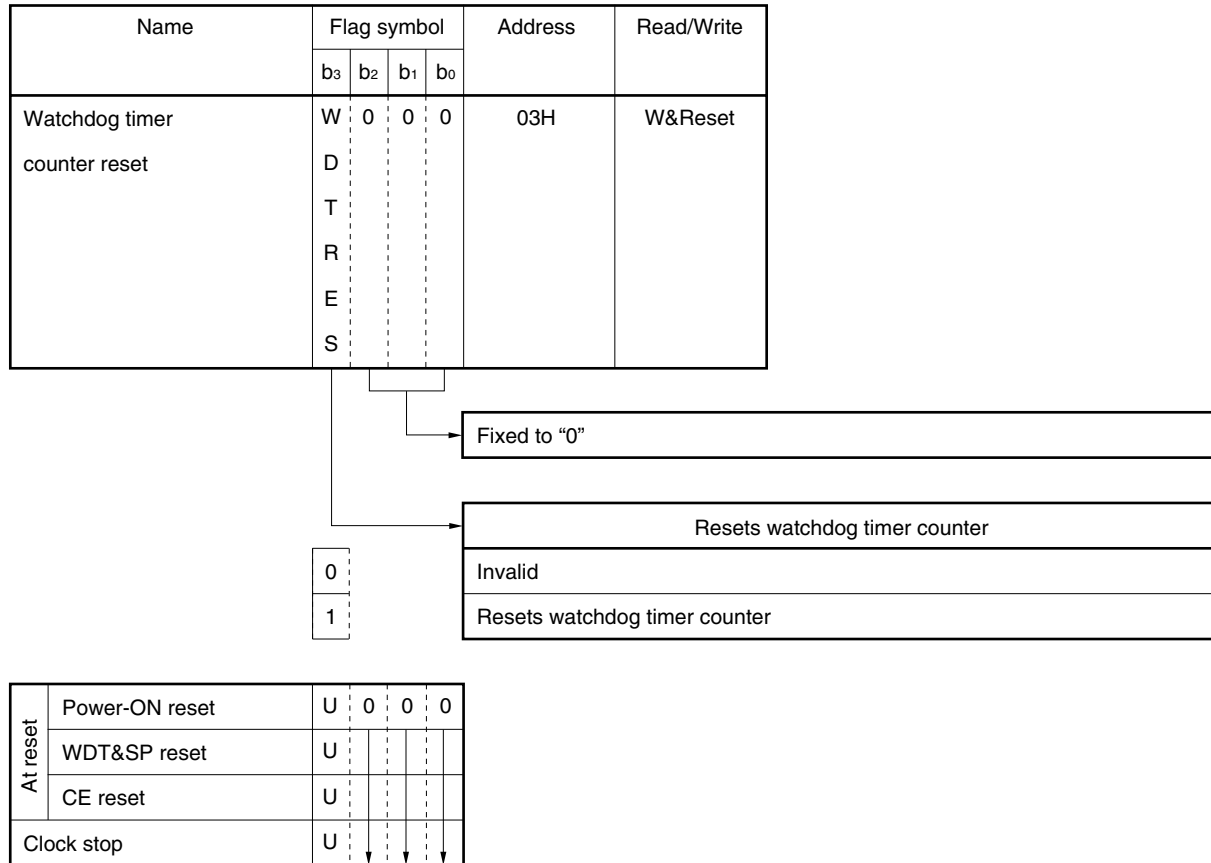 Name Flag symbol Address Read/Write
b3 b2 b1 b0
Watchdog timer W 0 0 0 03H W&Reset
counter reset D
T
R
E
S
Fixed to “0”
Resets watchdog timer counter
0 Invalid
1 Resets watchdog timer counter
At reset
Power-ON reset U 0 0 0
WDT&SP reset U
CE reset U
Clock stop U